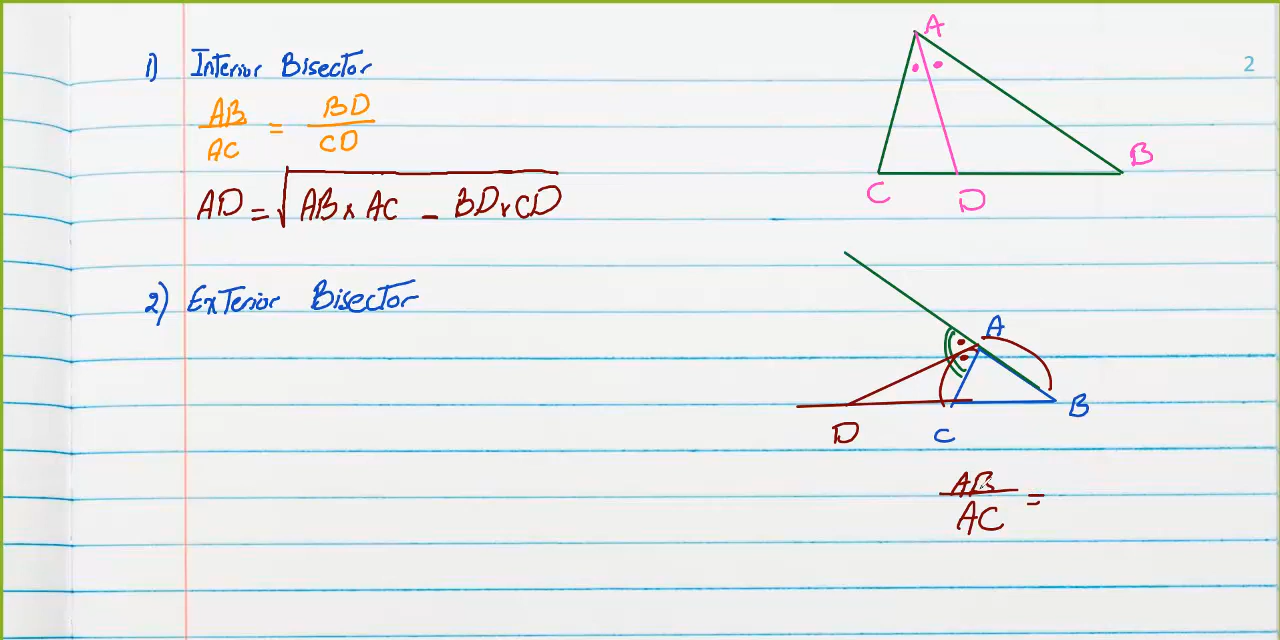 1) Interior Bisector
2
AB/AC = BD/CD
AD = √(AB × AC - BD × CD)
A
B
C
D
2) Exterior Bisector
A
B
D
C
AB/AC =